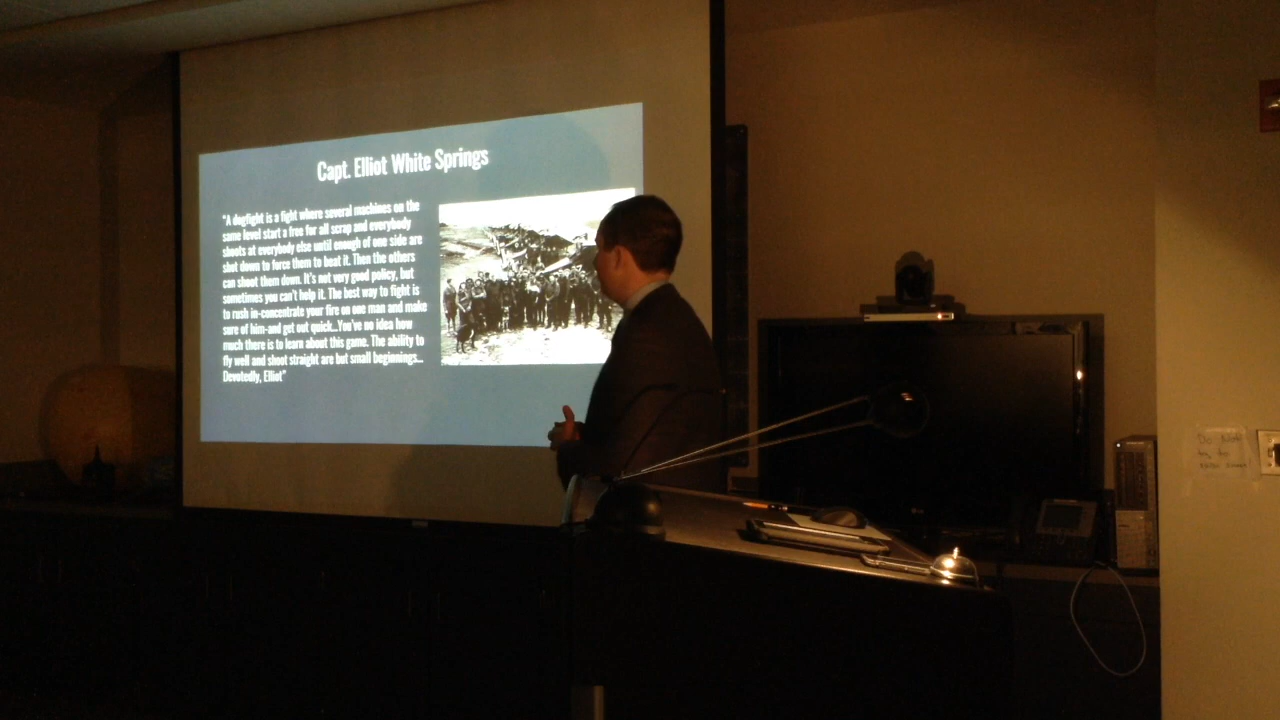 Capt. Elliot White Springs
"A dogfight is a fight where several machines on the
same level start a free for all scrap and everybody
shoots at everybody else until enough of one side are
shot down to force them to beat it. Then the others
can shoot them down. It's not very good policy, but
sometimes you can't help it. The best way to fight is
to rush in-concentrate your fire on one man and make
sure of him-and get out quick...You've no idea how
much there is to learn about this game. The ability to
fly well and shoot straight are but small beginnings...
Devotedly, Elliot"
LG
Do Not